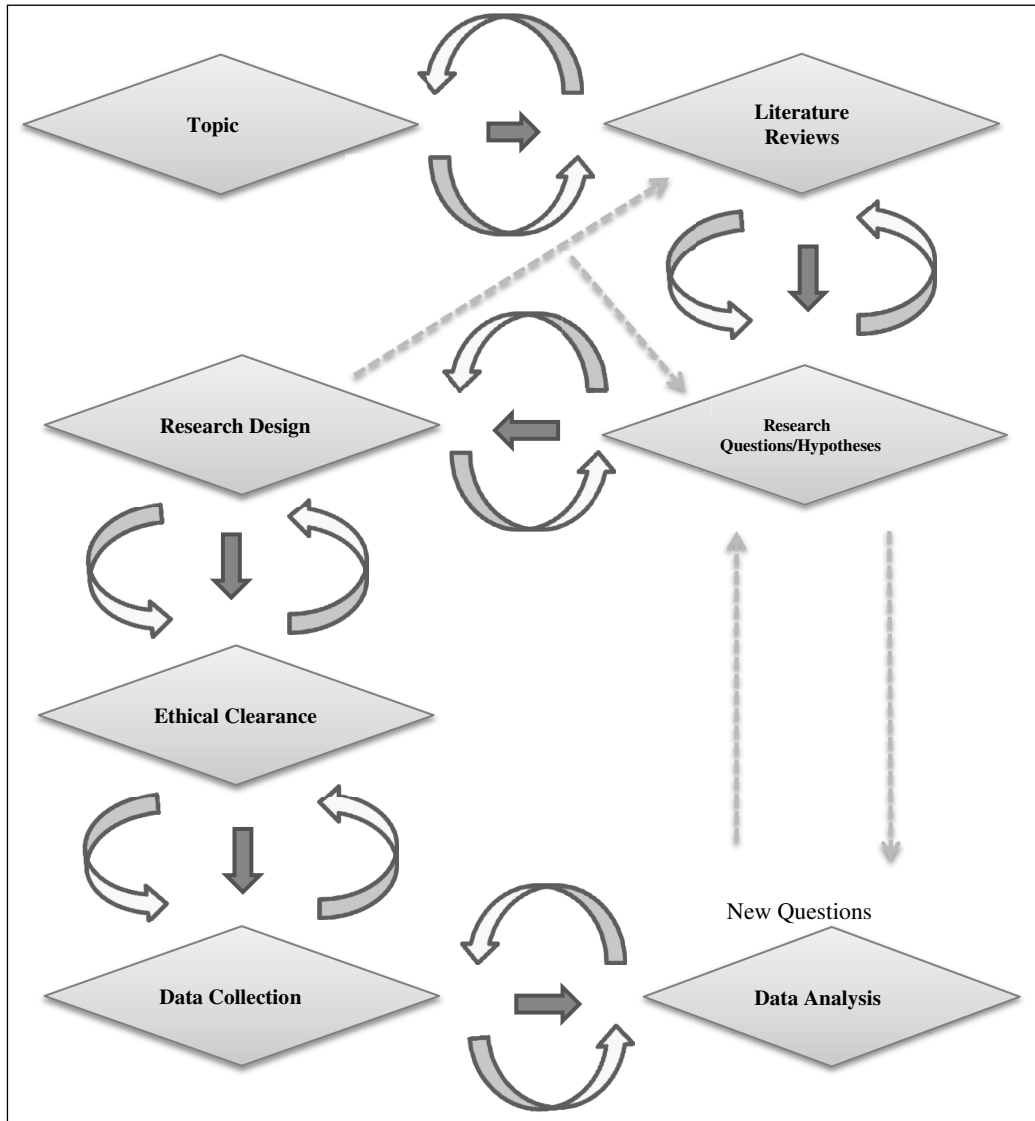 Topic
Literature
Reviews
Research Design
Research
Questions/Hypotheses
Ethical Clearance
New Questions
Data Collection
Data Analysis